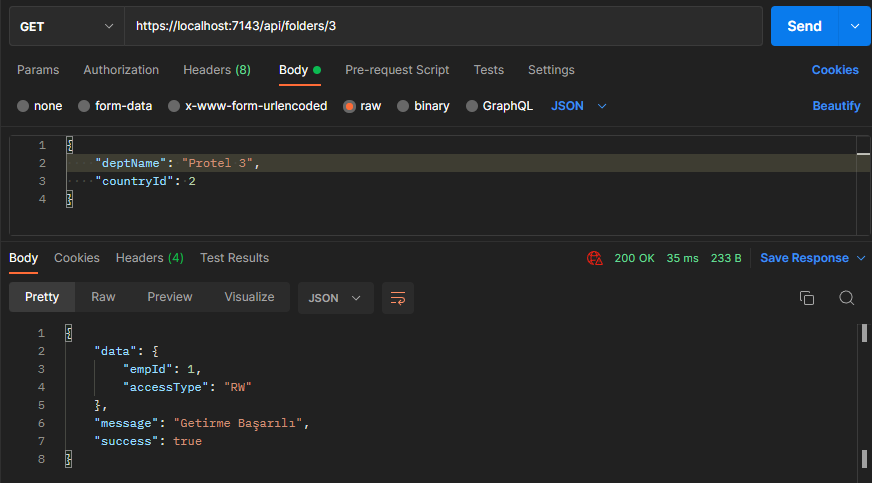 GET https://localhost:7143/api/folders/3 Send
Params Authorization Headers (8) Body Pre-request Script Tests Settings Cookies
none form-data x-www-form-urlencoded raw binary GraphQL JSON Beautify
1 {
2 "deptName": "Protel 3",
3 "countryId": 2
4 }
Body Cookies Headers (4) Test Results 200 OK 35 ms 233 B Save Response
Pretty Raw Preview Visualize JSON
1 {
2 "data": {
3 "empId": 1,
4 "accessType": "RW"
5 },
6 "message": "Getirme Başarılı",
7 "success": true
8 }